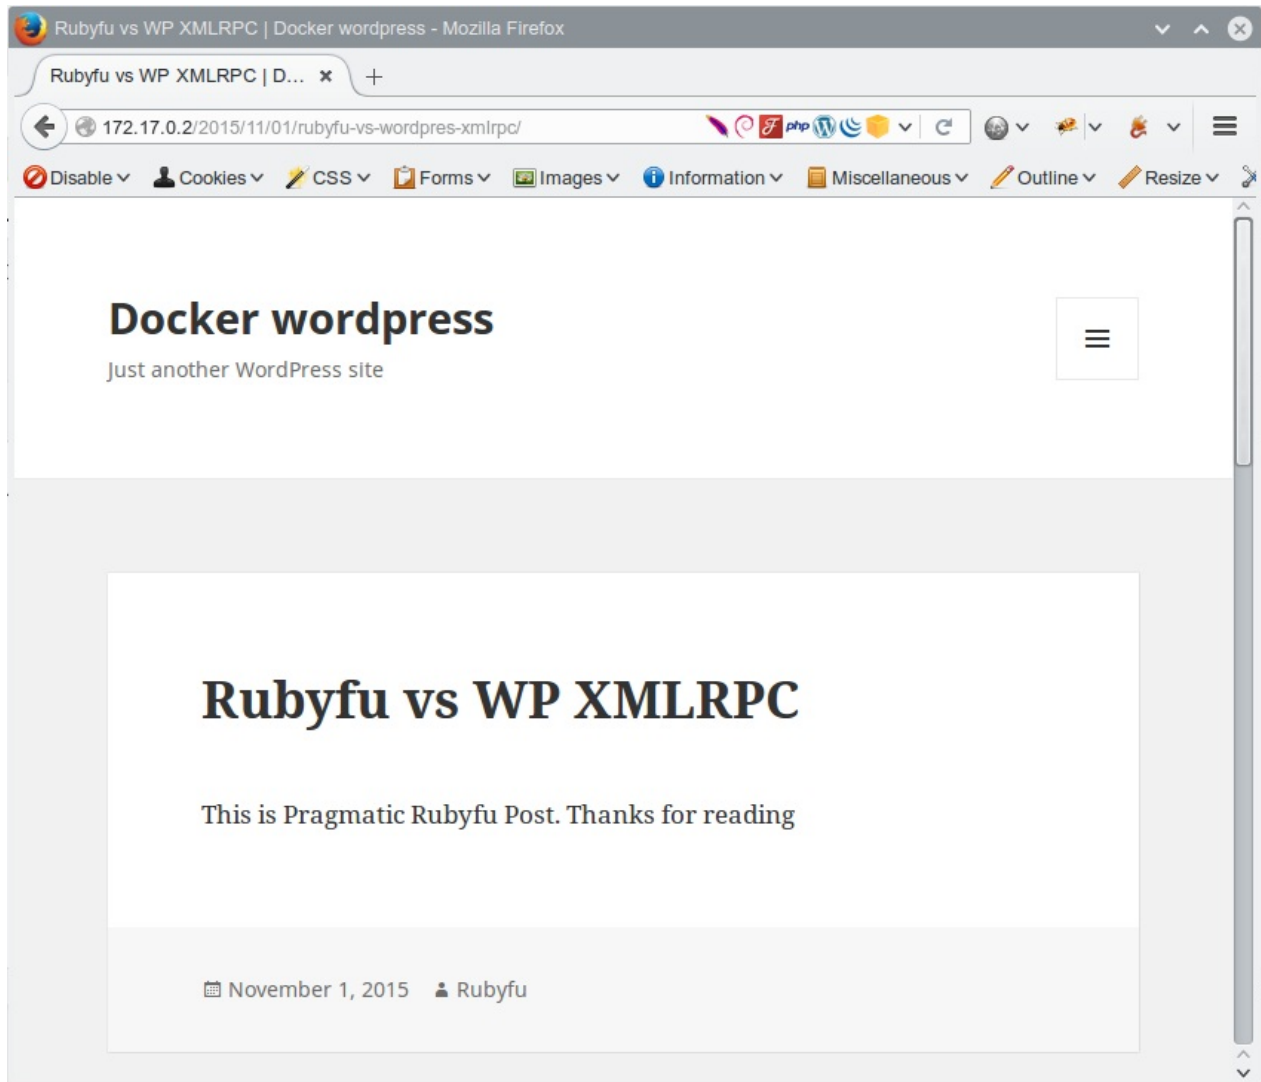 Rubyfu vs WP XMLRPC | Docker wordpress - Mozilla Firefox
Rubyfu vs WP XMLRPC | D...
172.17.0.2/2015/11/01/rubyfu-vs-wordpres-xmlrpc/ php
Disable Cookies CSS Forms Images Information Miscellaneous Outline Resize
Docker wordpress
Just another WordPress site
Rubyfu vs WP XMLRPC
This is Pragmatic Rubyfu Post. Thanks for reading
November 1, 2015 Rubyfu